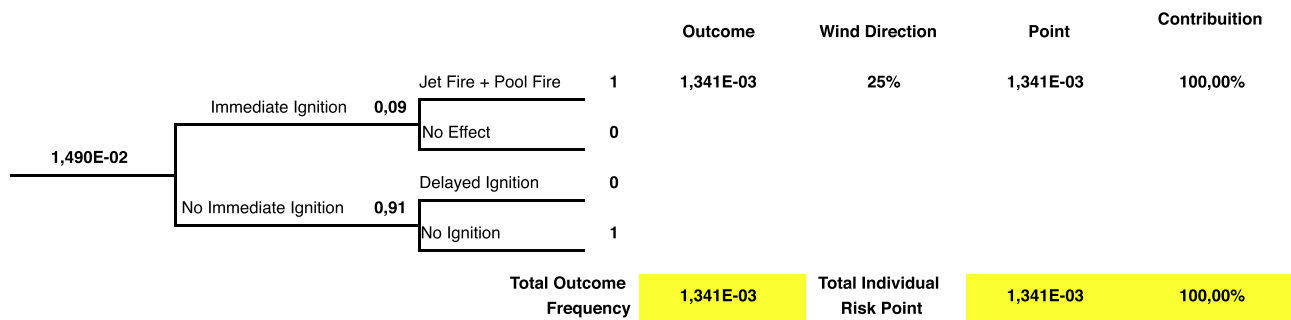 Outcome Wind Direction Point Contribuition
Jet Fire + Pool Fire 1 1,341E-03 25% 1,341E-03 100,00%
Immediate Ignition 0,09
No Effect 0
1,490E-02
Delayed Ignition 0
No Immediate Ignition 0,91
No Ignition 1
Total Outcome
Frequency
1,341E-03
Total Individual
Risk Point
1,341E-03 100,00%